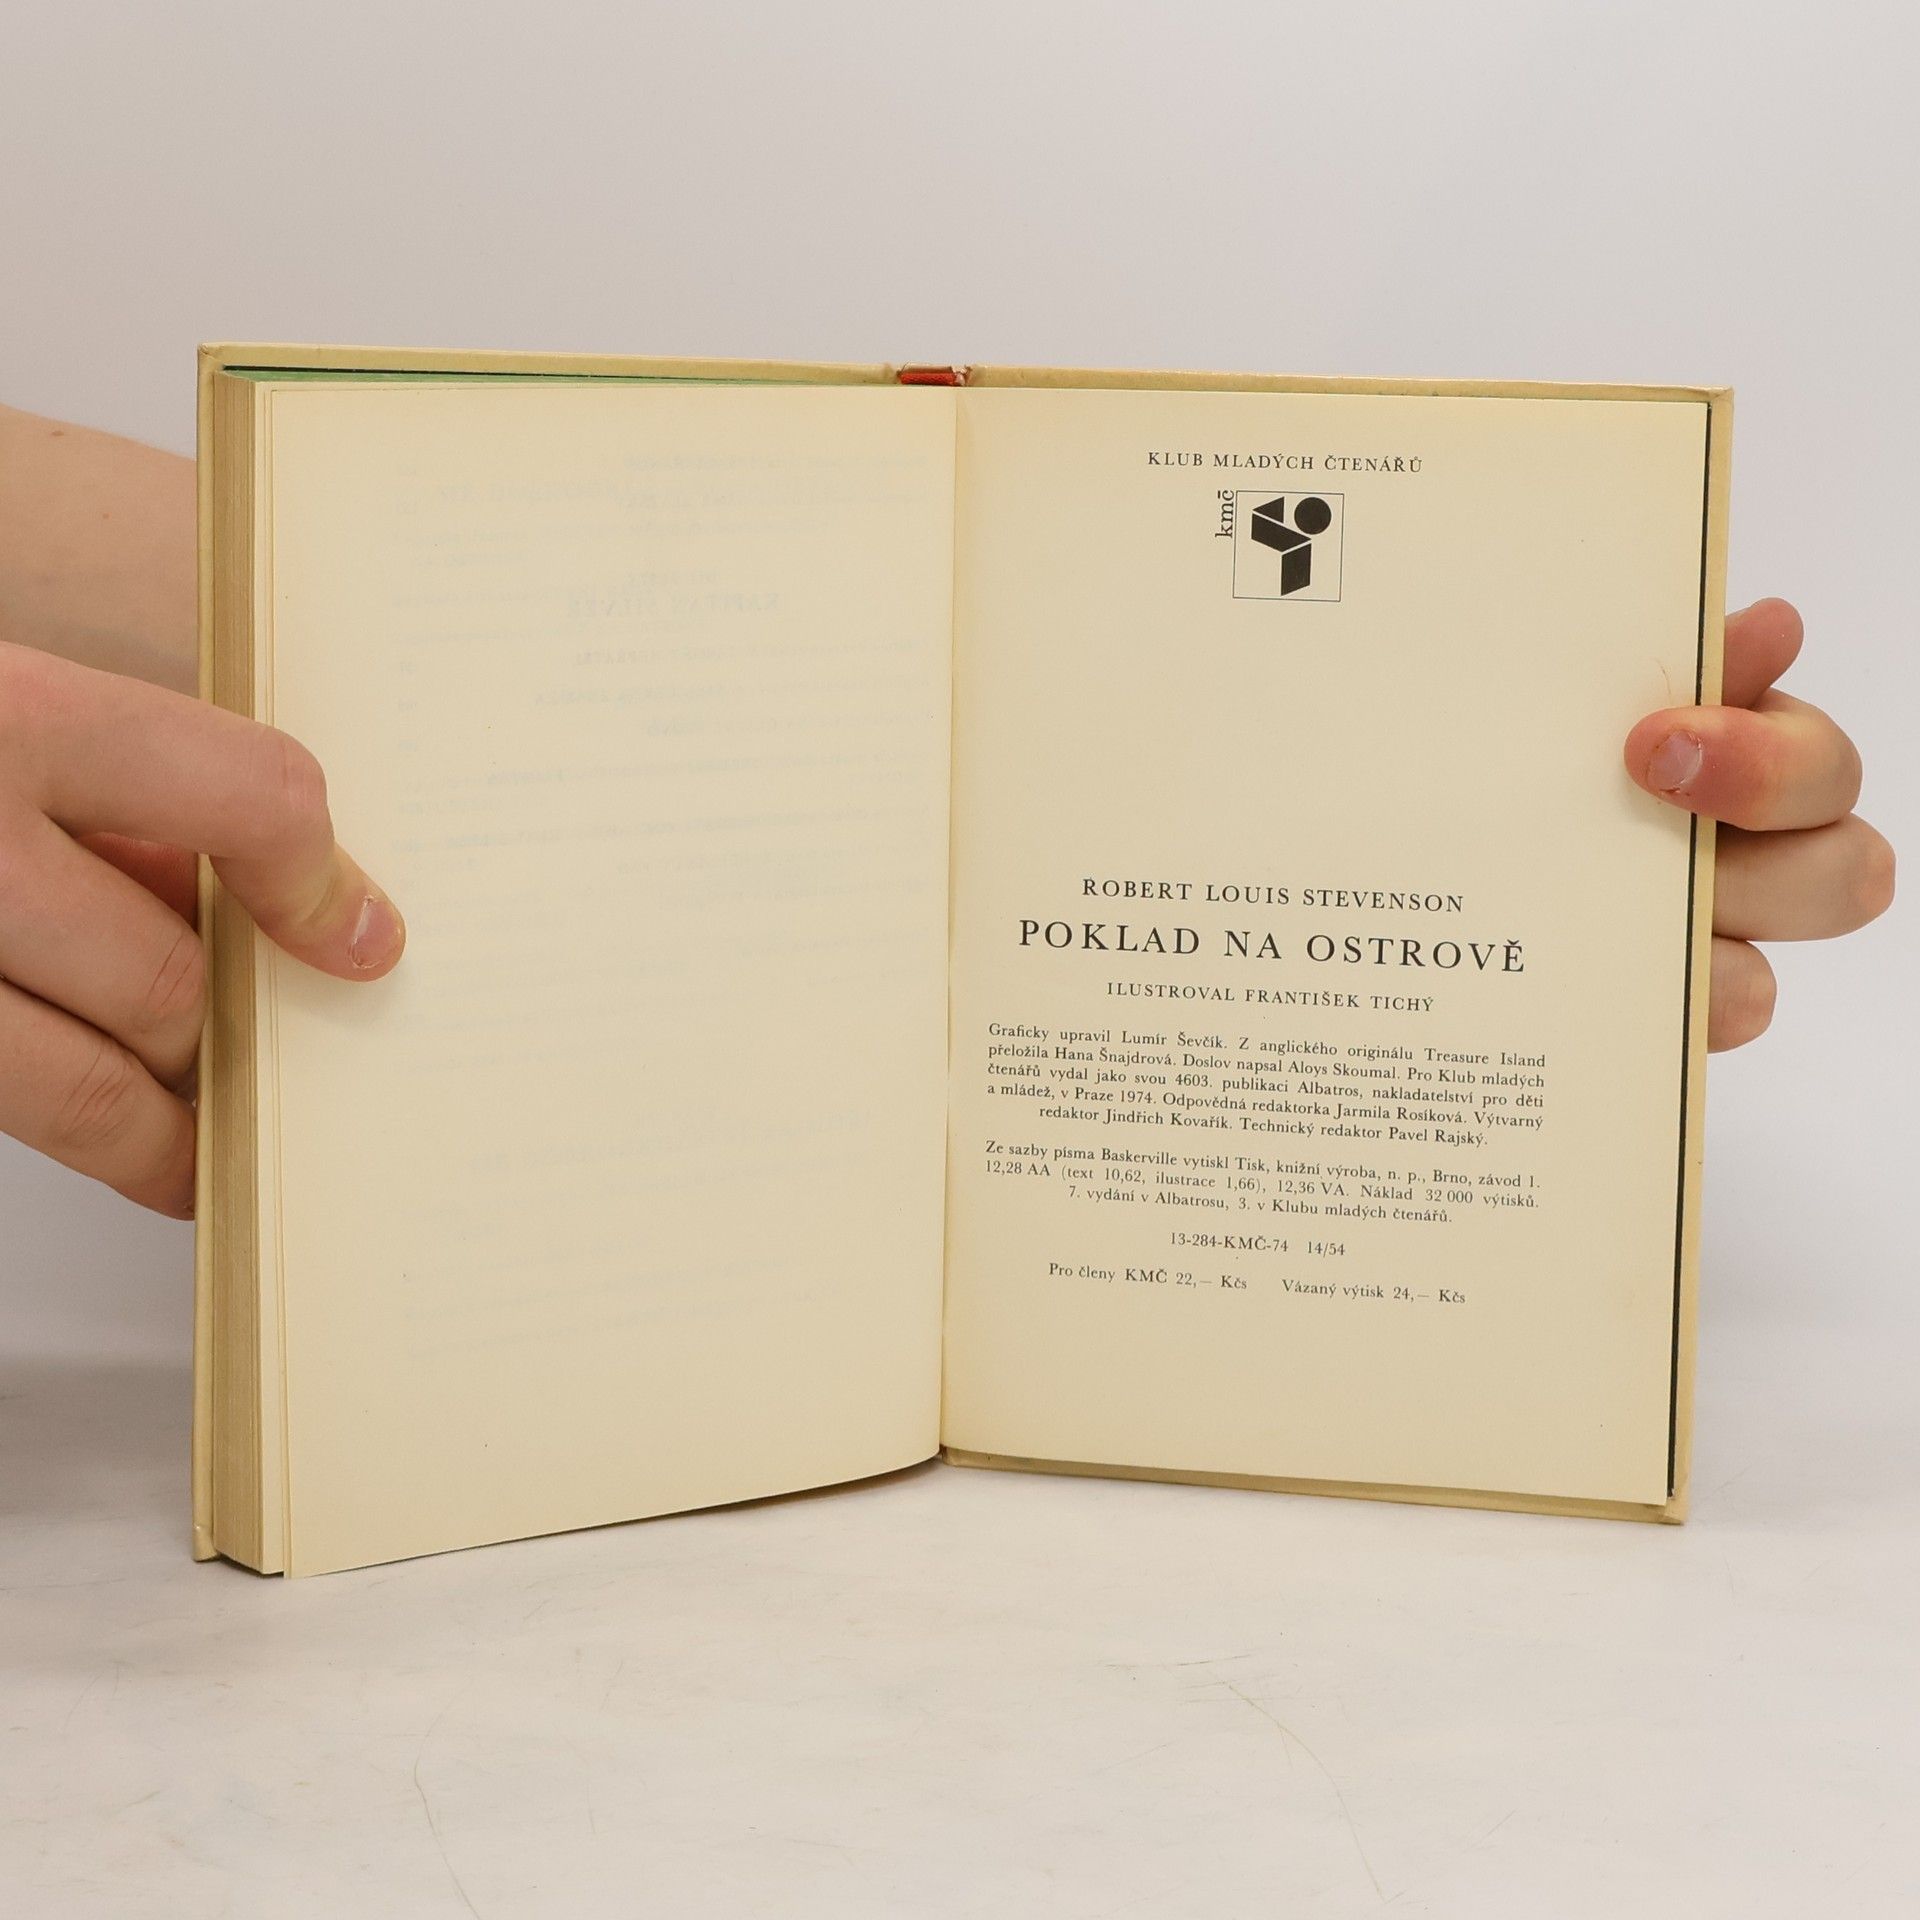 KLUB MLADÝCH ČTENÁŘŮ
kmč
ROBERT LOUIS STEVENSON
POKLAD NA OSTROVĚ
ILUSTROVAL FRANTIŠEK TICHÝ
Graficky upravil Lumír Ševčík. Z anglického originálu Treasure Island
přeložila Hana Šnajdrová. Doslov napsal Aloys Skoumal. Pro Klub mladých
čtenářů vydal jako svou 4603. publikaci Albatros, nakladatelství pro děti
a mládež, v Praze 1974. Odpovědná redaktorka Jarmila Rosíková. Výtvarný
redaktor Jindřich Kovařík. Technický redaktor Pavel Rajský.
Ze sazby písma Baskerville vytiskl Tisk, knižní výroba, n. p., Brno, závod 1.
12,28 AA (text 10,62, ilustrace 1,66), 12,36 VA. Náklad 32 000 výtisků.
7. vydání v Albatrosu, 3. v Klubu mladých čtenářů.
13-284-KMČ-74 14/54
Pro členy KMČ 22,— Kčs Vázaný výtisk 24,— Kčs